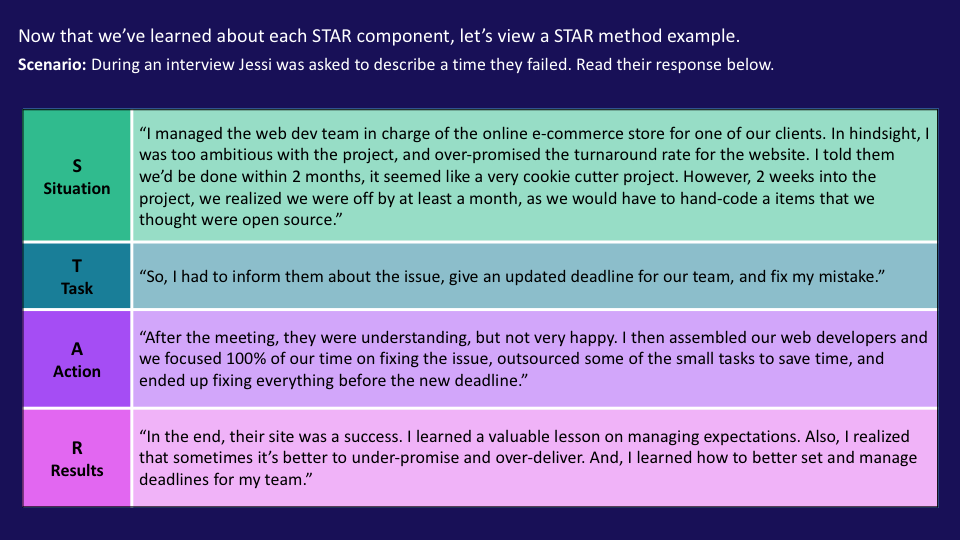 Now that we’ve learned about each STAR component, let’s view a STAR method example.
Scenario: During an interview Jessi was asked to describe a time they failed. Read their response below.
S
Situation
“I managed the web dev team in charge of the online e-commerce store for one of our clients. In hindsight, I
was too ambitious with the project, and over-promised the turnaround rate for the website. I told them
we’d be done within 2 months, it seemed like a very cookie cutter project. However, 2 weeks into the
project, we realized we were off by at least a month, as we would have to hand-code a items that we
thought were open source.”
T
Task
“So, I had to inform them about the issue, give an updated deadline for our team, and fix my mistake.”
A
Action
“After the meeting, they were understanding, but not very happy. I then assembled our web developers and
we focused 100% of our time on fixing the issue, outsourced some of the small tasks to save time, and
ended up fixing everything before the new deadline.”
R
Results
“In the end, their site was a success. I learned a valuable lesson on managing expectations. Also, I realized
that sometimes it’s better to under-promise and over-deliver. And, I learned how to better set and manage
deadlines for my team.”